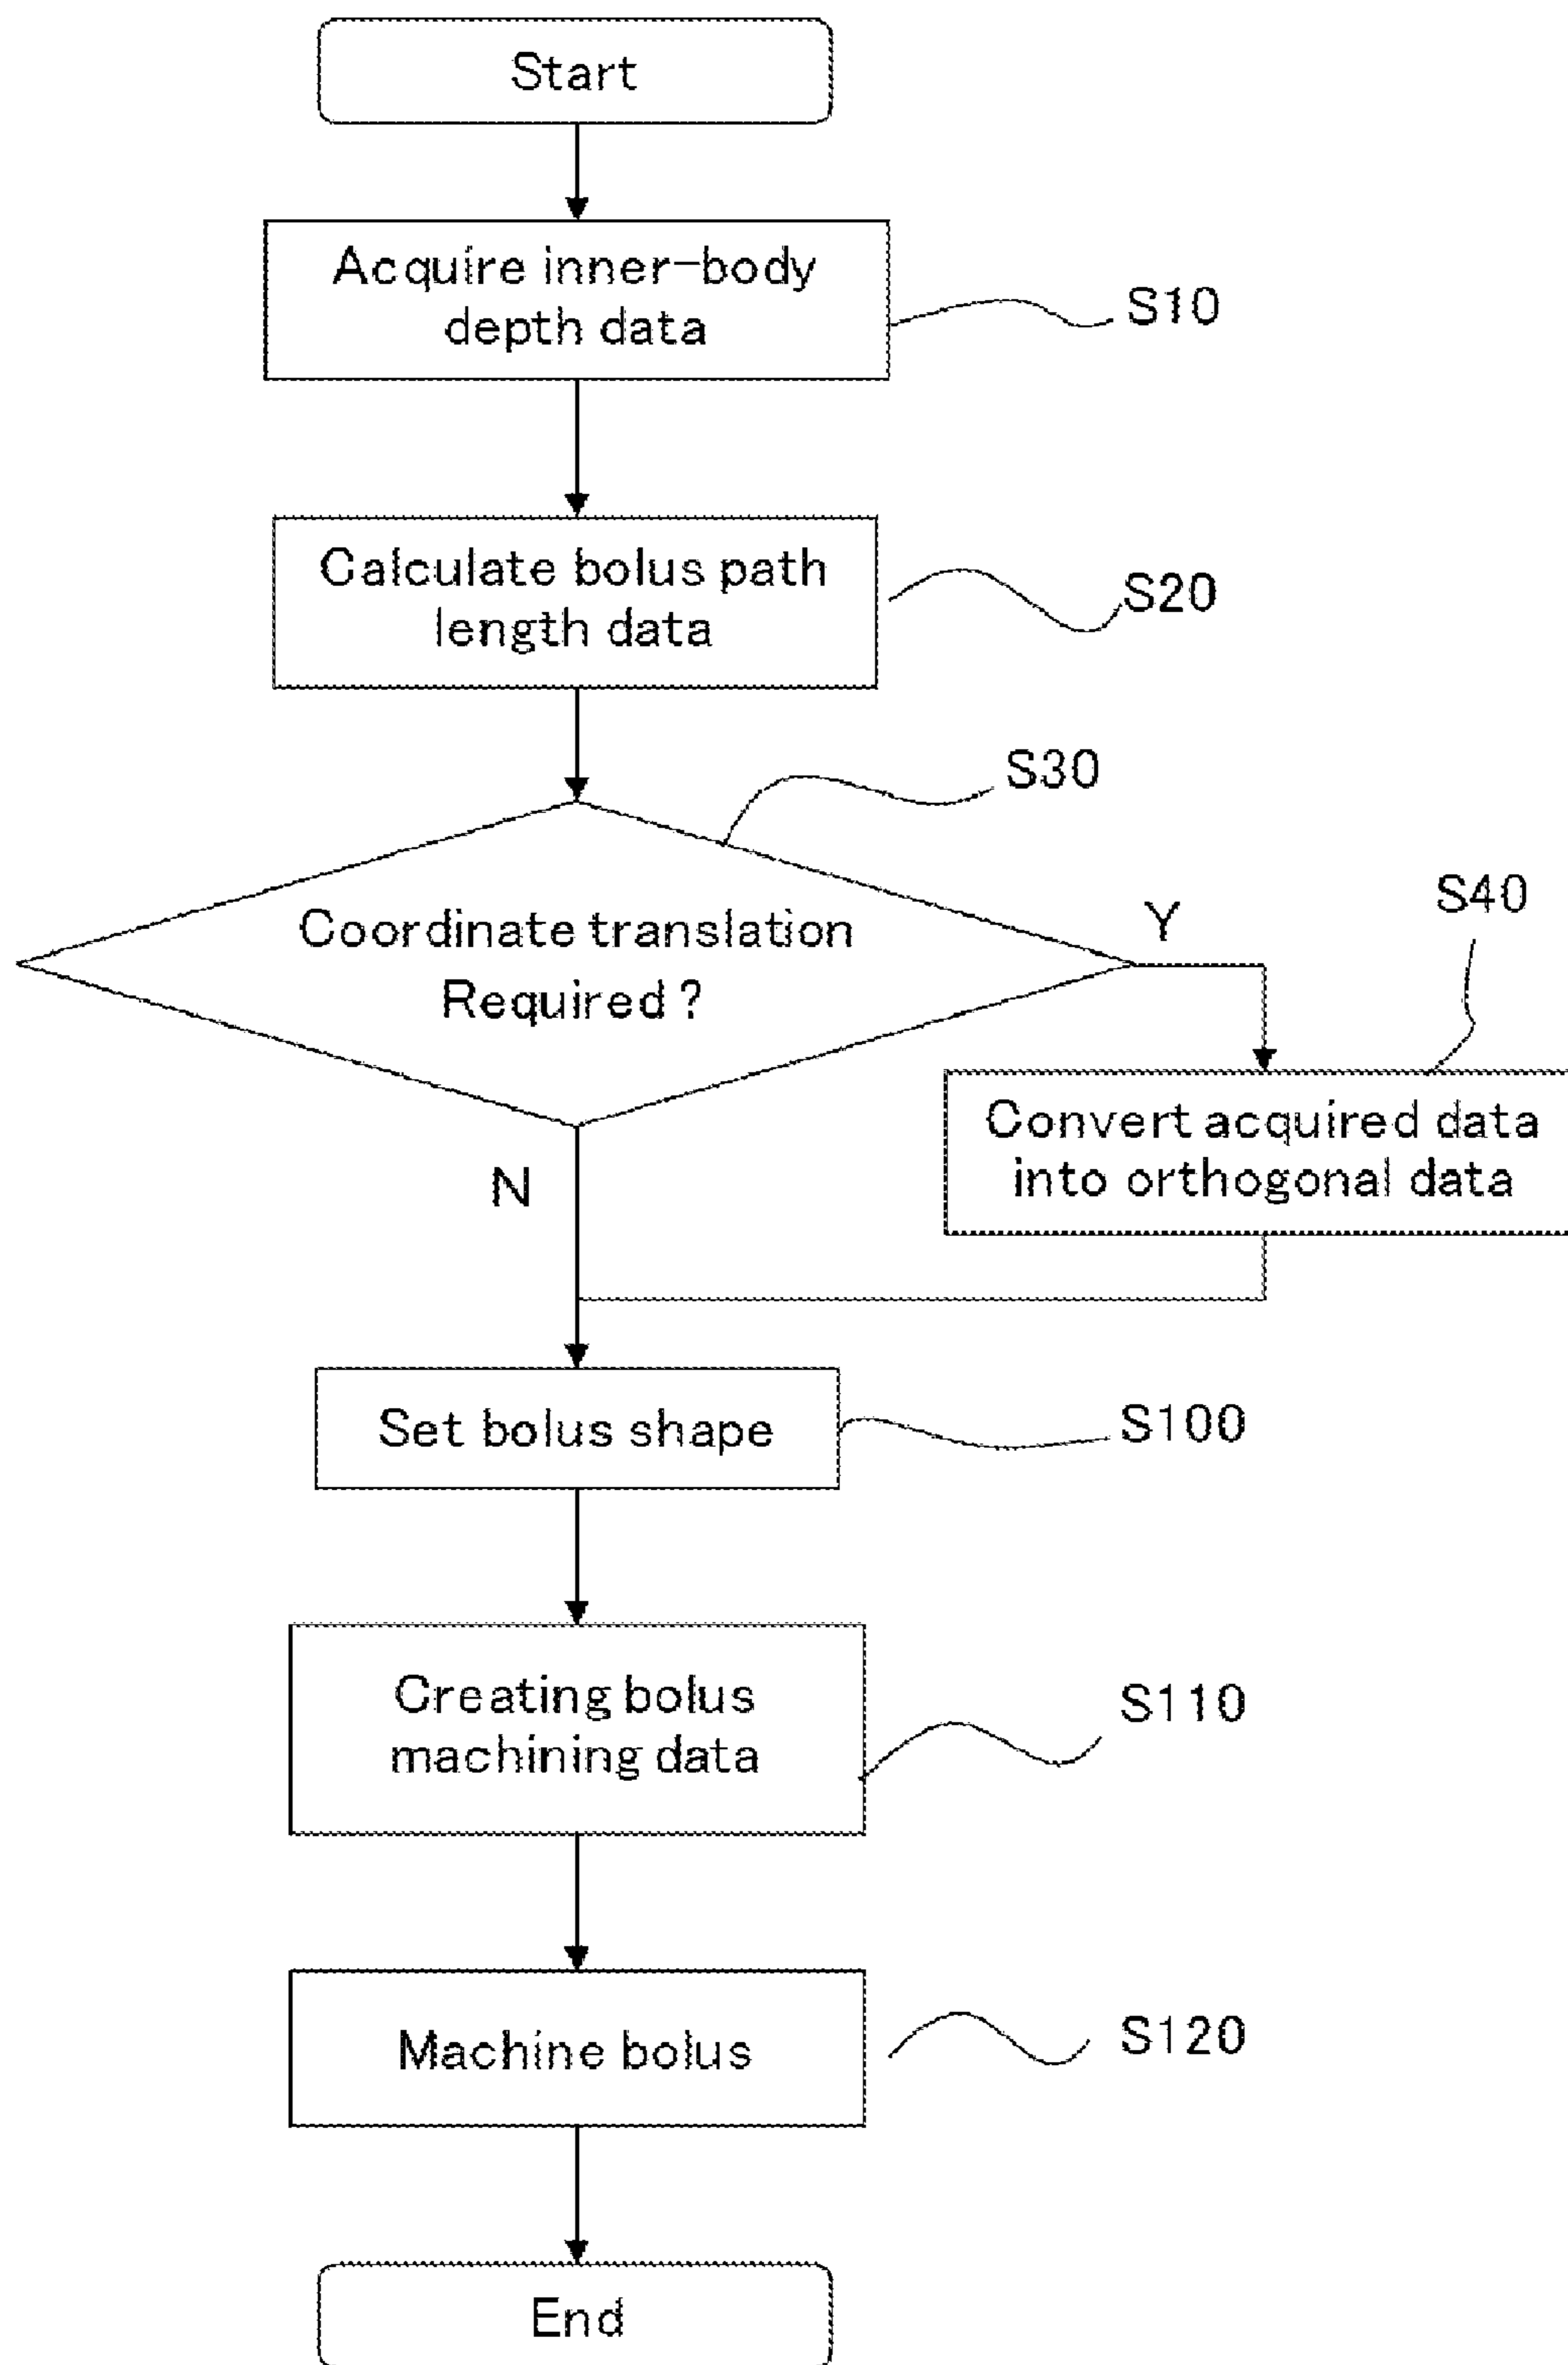 Start
Acquire inner-body
depth data
S10
Calculate bolus path
length data
S20
S30
Coordinate translation
Required ?
Y
S40
Convert acquired data
into orthogonal data
N
Set bolus shape
S100
Creating bolus
machining data
S110
Machine bolus
S120
End